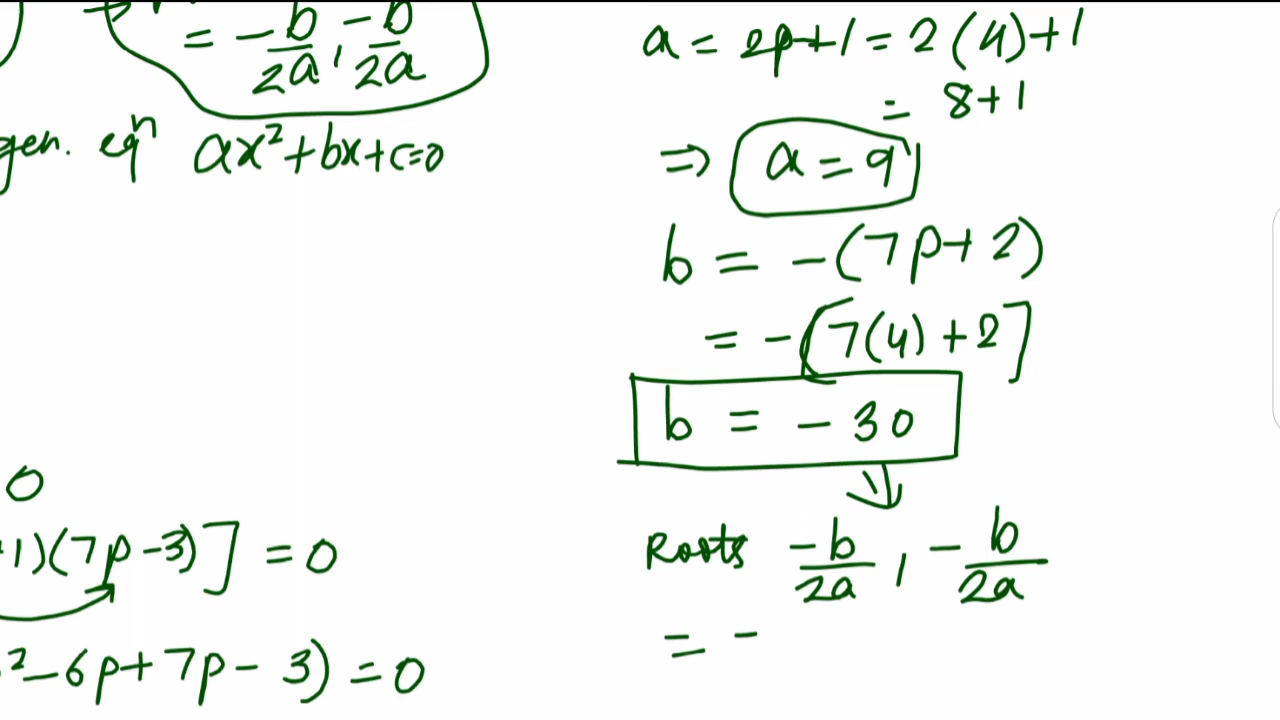 = -b/2a, -b/2a
gen. eqⁿ ax²+bx+c=0
0
+1)(7p-3)] = 0
²-6p+7p-3) = 0
a = 2p+1 = 2(4)+1
= 8+1
⇒ a = 9
b = -(7p+2)
= -[7(4)+2]
b = -30
Roots -b/2a, -b/2a
= -